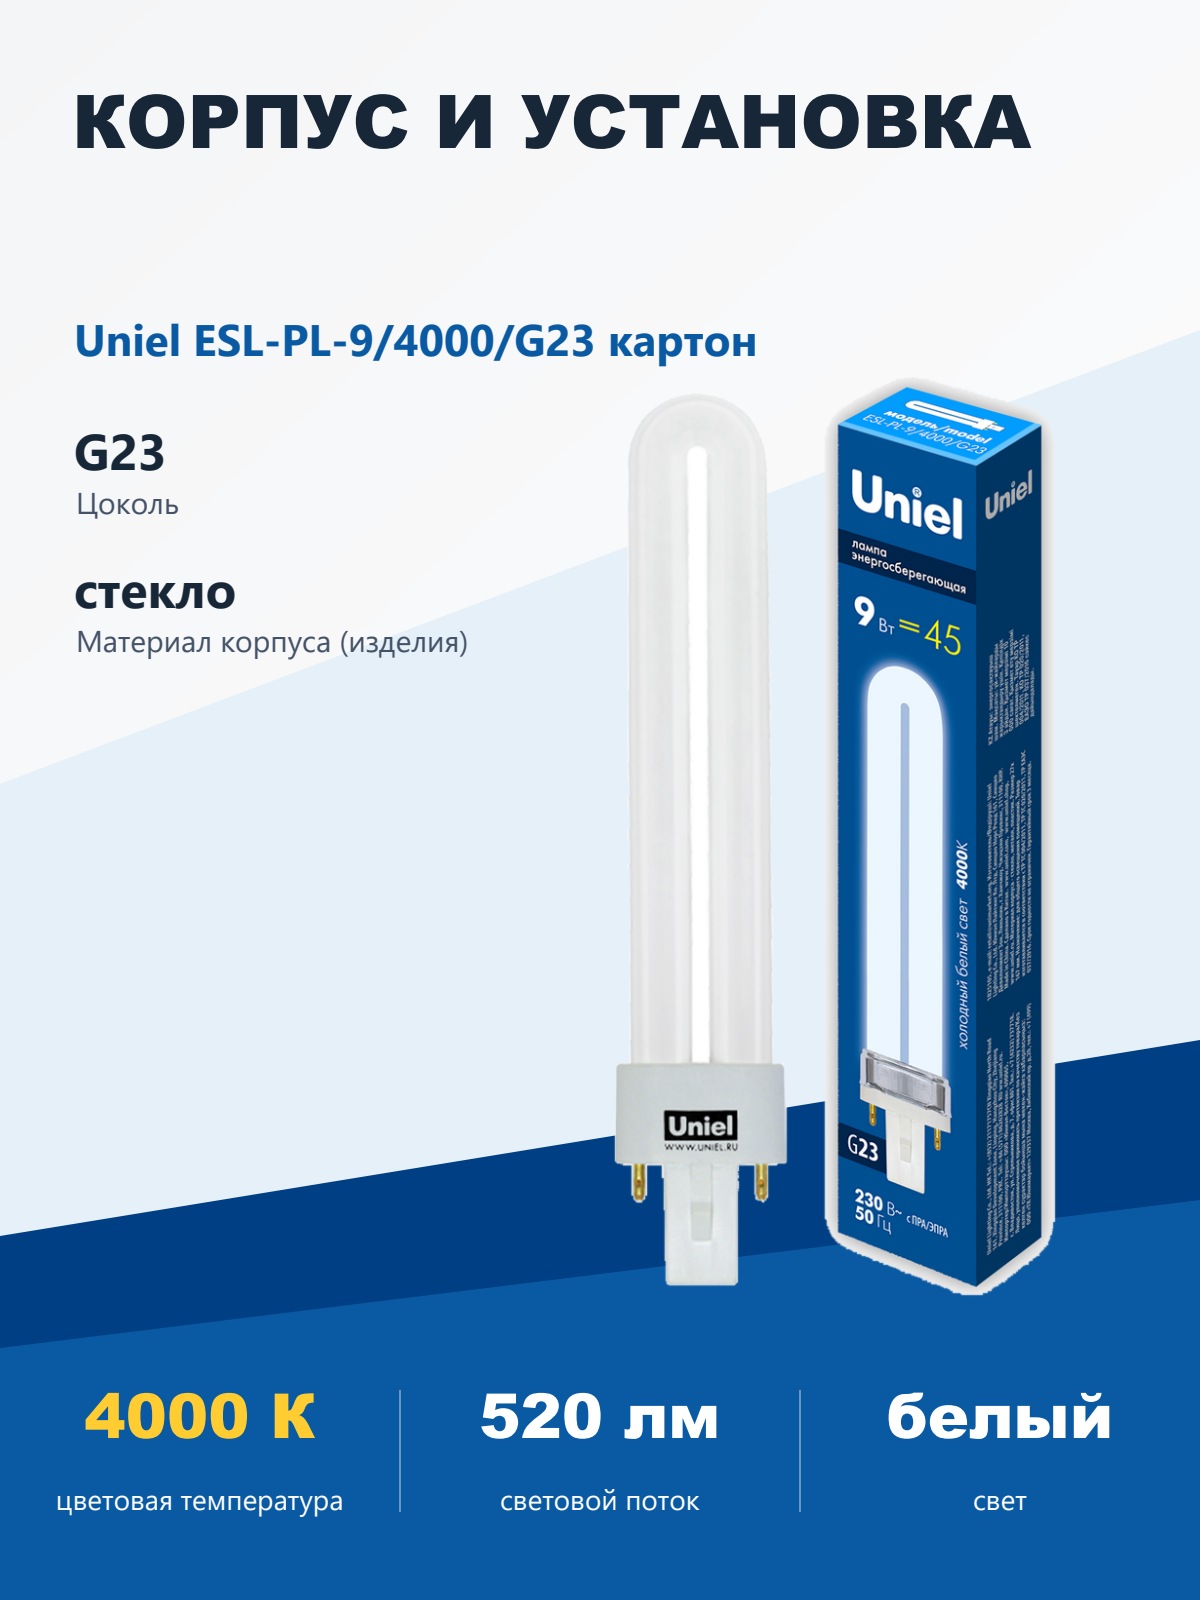 КОРПУС И УСТАНОВКА
Uniel ESL-PL-9/4000/G23 картон
G23
Цоколь
стекло
Материал корпуса (изделия)
Uniel
WWW.UNIEL.RU
модель/model
ESL-PL-9/4000/G23
Uniel®
лампа
энергосберегающая
9 Вт = 45
холодный белый свет 4000К
G23
230 В~ с ПРА/ЭПРА
50 Гц
Uniel
4000 К
цветовая температура
520 лм
световой поток
белый
свет